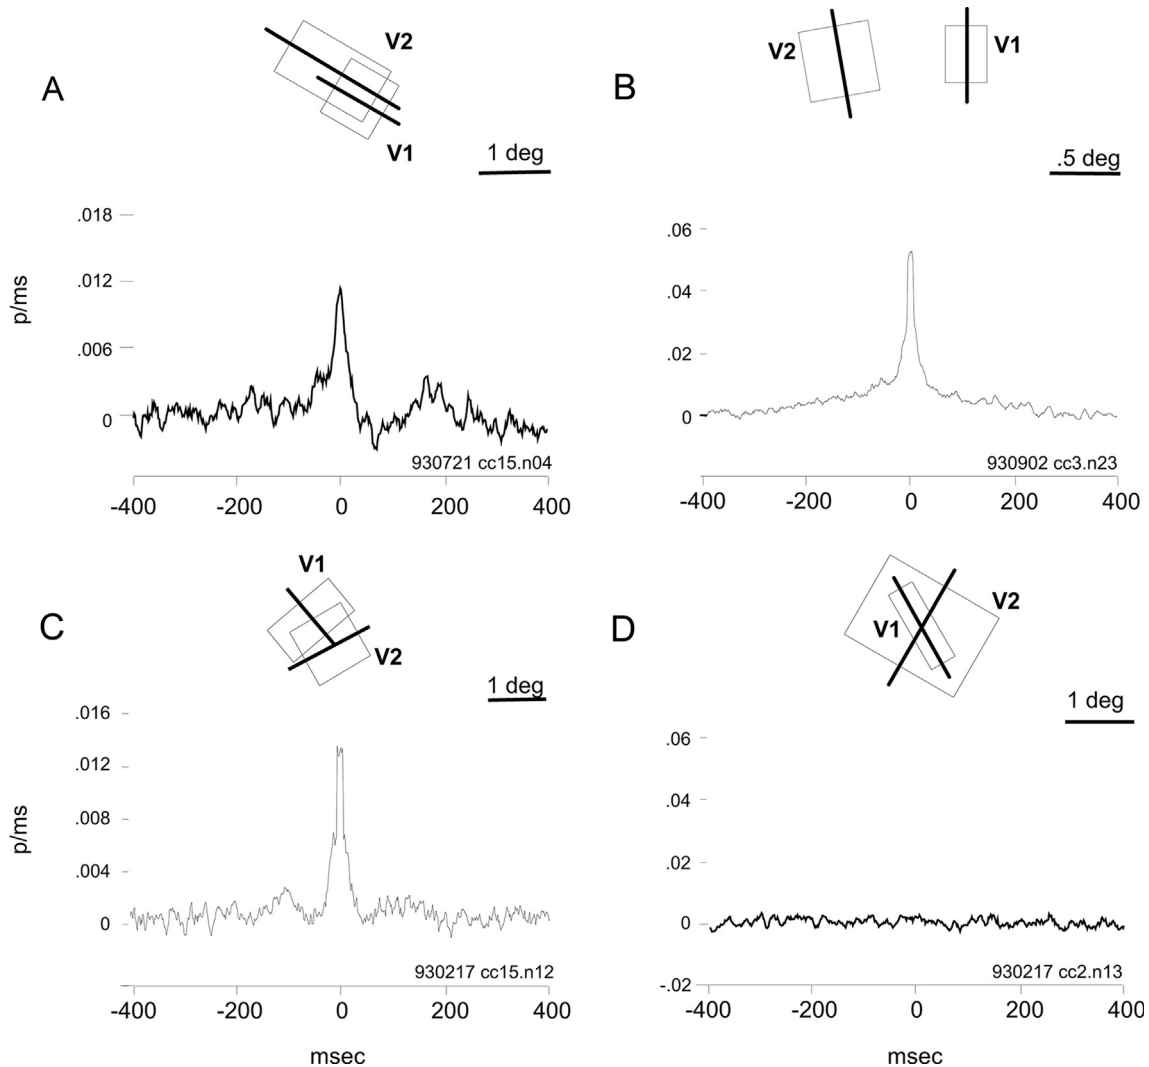 A
V2
V1
1 deg
.018
.012
.006
0
p/ms
930721 cc15.n04
-400 -200 0 200 400
B
V2 V1
.5 deg
.06
.04
.02
0
930902 cc3.n23
-400 -200 0 200 400
C
V1
V2
1 deg
.016
.012
.008
.004
0
p/ms
930217 cc15.n12
-400 -200 0 200 400
msec
D
V2
V1
1 deg
.06
.04
.02
0
-.02
930217 cc2.n13
-400 -200 0 200 400
msec